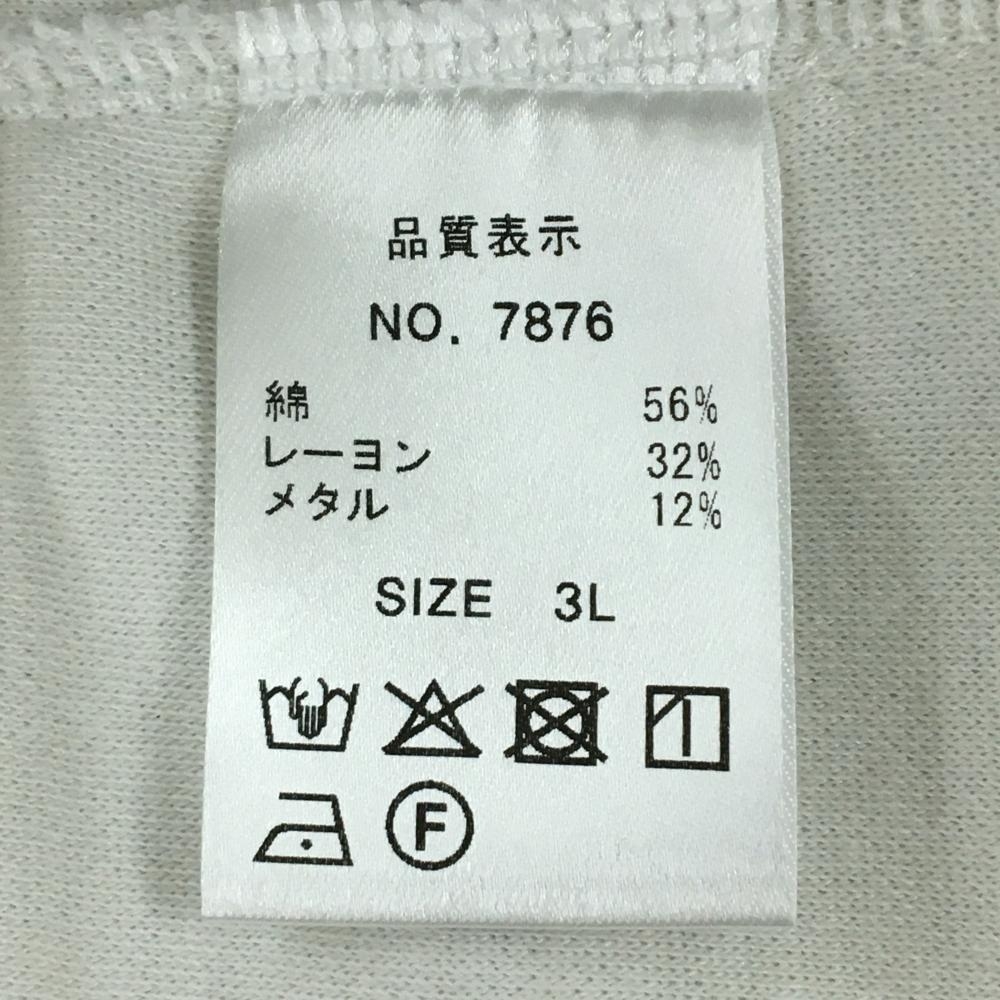 品質表示
NO. 7876
綿 56%
レーヨン 32%
メタル 12%
SIZE 3L
F